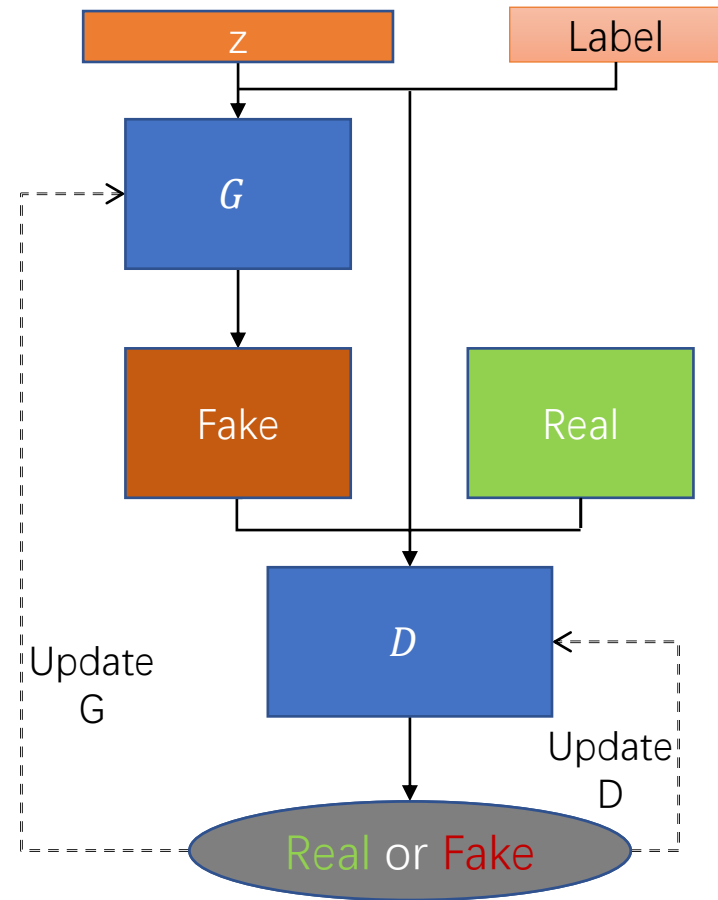 z
Label
G
Fake
Real
D
Update
G
Update
D
Real or Fake